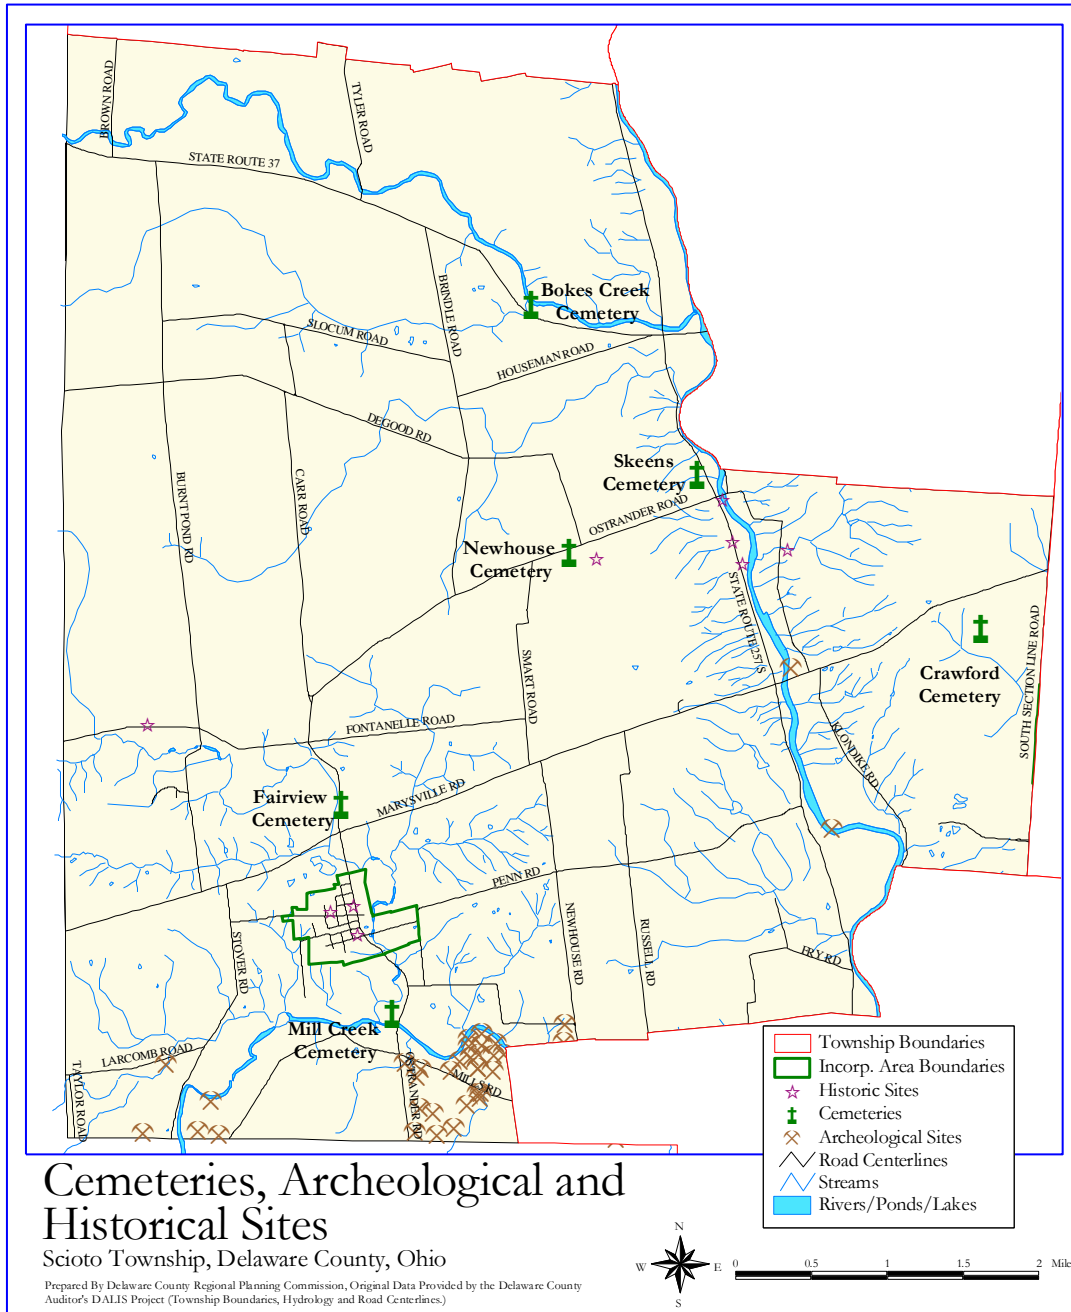 BROWN ROAD
TYLER ROAD
STATE ROUTE 37
BRINDLE ROAD
Bokes Creek
Cemetery
SLOCUM ROAD
HOUSEMAN ROAD
DEGOOD RD
Skeens
Cemetery
BURNT POND RD
CARR ROAD
OSTRANDER ROAD
Newhouse
Cemetery
STATE ROUTE 257 S
SOUTH SECTION LINE ROAD
SMART ROAD
Crawford
Cemetery
FONTANELLE ROAD
KLONDIKE RD
MARYSVILLE RD
Fairview
Cemetery
PENN RD
NEWHOUSE RD
RUSSELL RD
STOVER RD
FRY RD
Mill Creek
Cemetery
LARCOMB ROAD
TAYLOR ROAD
OSTRANDER RD
MILLS RD
Township Boundaries
Incorp. Area Boundaries
Historic Sites
Cemeteries
Archeological Sites
Road Centerlines
Streams
Rivers/Ponds/Lakes
Cemeteries, Archeological and
Historical Sites
Scioto Township, Delaware County, Ohio
Prepared By Delaware County Regional Planning Commission, Original Data Provided by the Delaware County
Auditor's DALIS Project (Township Boundaries, Hydrology and Road Centerlines.)
N
W E
S
0 0.5 1 1.5 2 Mile